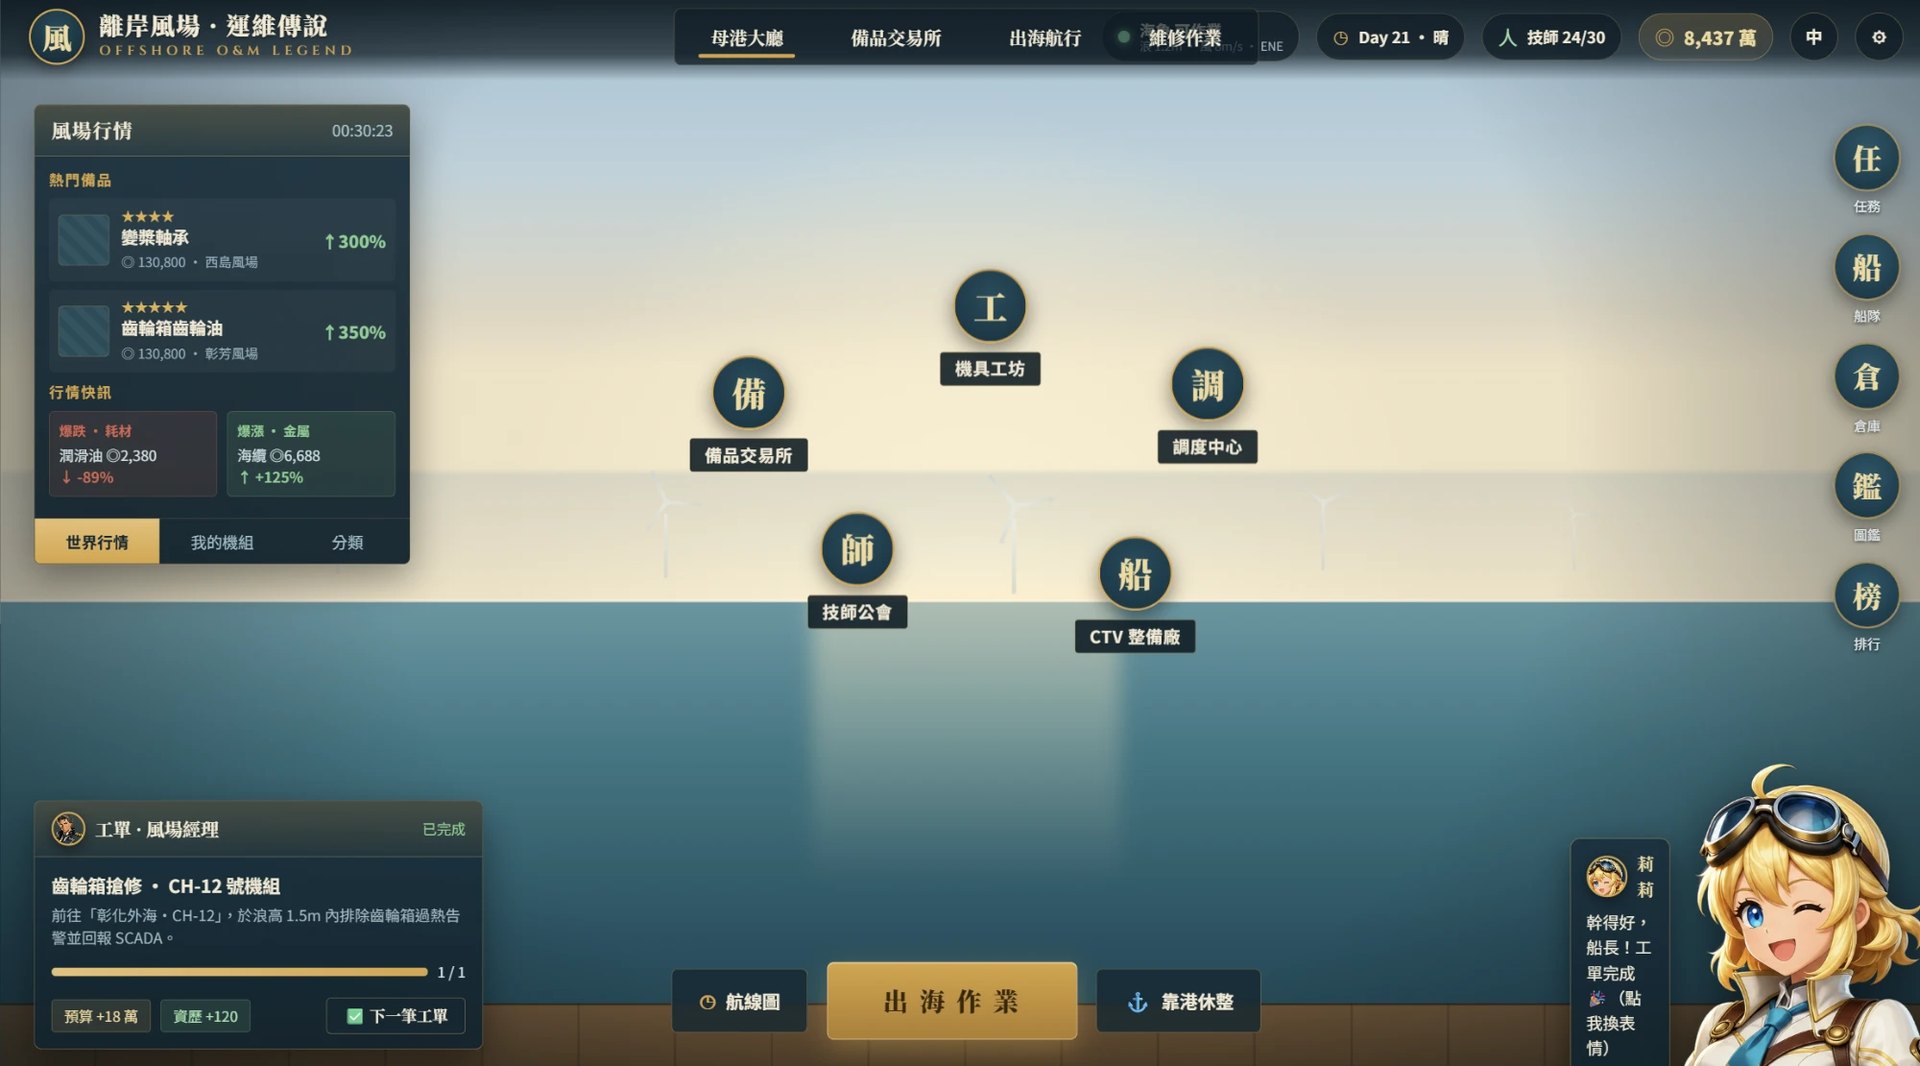 風
離岸風場·運維傳說
OFFSHORE O&M LEGEND
母港大廳
備品交易所
出海航行
維修作業
ENE
Day 21 · 晴
技師 24/30
8,437 萬
中
風場行情
00:30:23
熱門備品
★★★★
變槳軸承
◎ 130,800 · 西島風場
↑300%
★★★★★
齒輪箱齒輪油
◎ 130,800 · 彰芳風場
↑350%
行情快訊
爆跌 · 耗材
潤滑油 ◎2,380
↓ -89%
爆漲 · 金屬
海纜 ◎6,688
↑ +125%
世界行情
我的機組
分類
工
機具工坊
備
備品交易所
調
調度中心
師
技師公會
船
CTV 整備廠
任
任務
船
船隊
倉
倉庫
鑑
圖鑑
榜
排行
工單·風場經理
已完成
齒輪箱搶修 · CH-12 號機組
前往「彰化外海·CH-12」，於浪高 1.5m 內排除齒輪箱過熱告
警並回報 SCADA。
1 / 1
預算 +18 萬
資歷 +120
✅ 下一筆工單
航線圖
出海作業
靠港休整
莉
莉
幹得好，
船長！工
單完成
🎉（點
我換表
情）